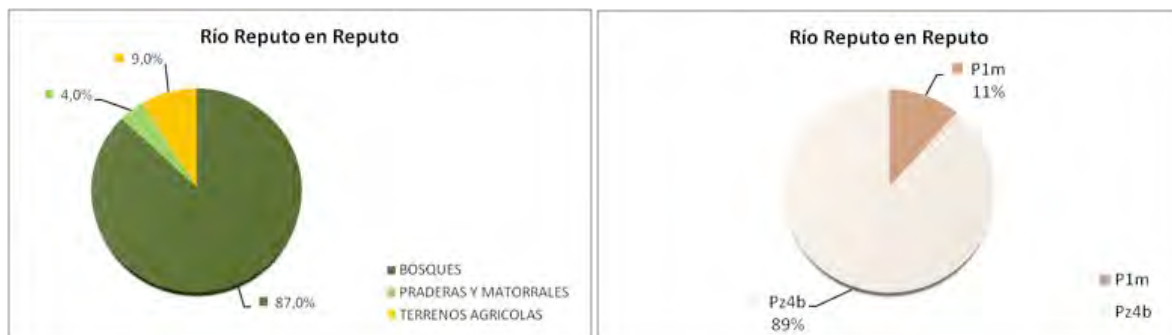 Río Reputo en Reputo
9,0%
4,0%
87,0%
BOSQUES
PRADERAS Y MATORRALES
TERRENOS AGRICOLAS
Río Reputo en Reputo
P1m
11%
Pz4b
89%
P1m
Pz4b